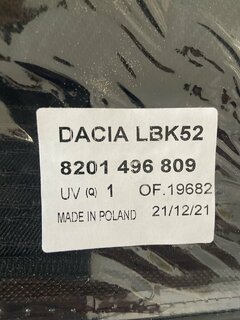 DACIA LBK52
8201 496 809
UV (Q) 1 OF.19682
MADE IN POLAND 21/12/21